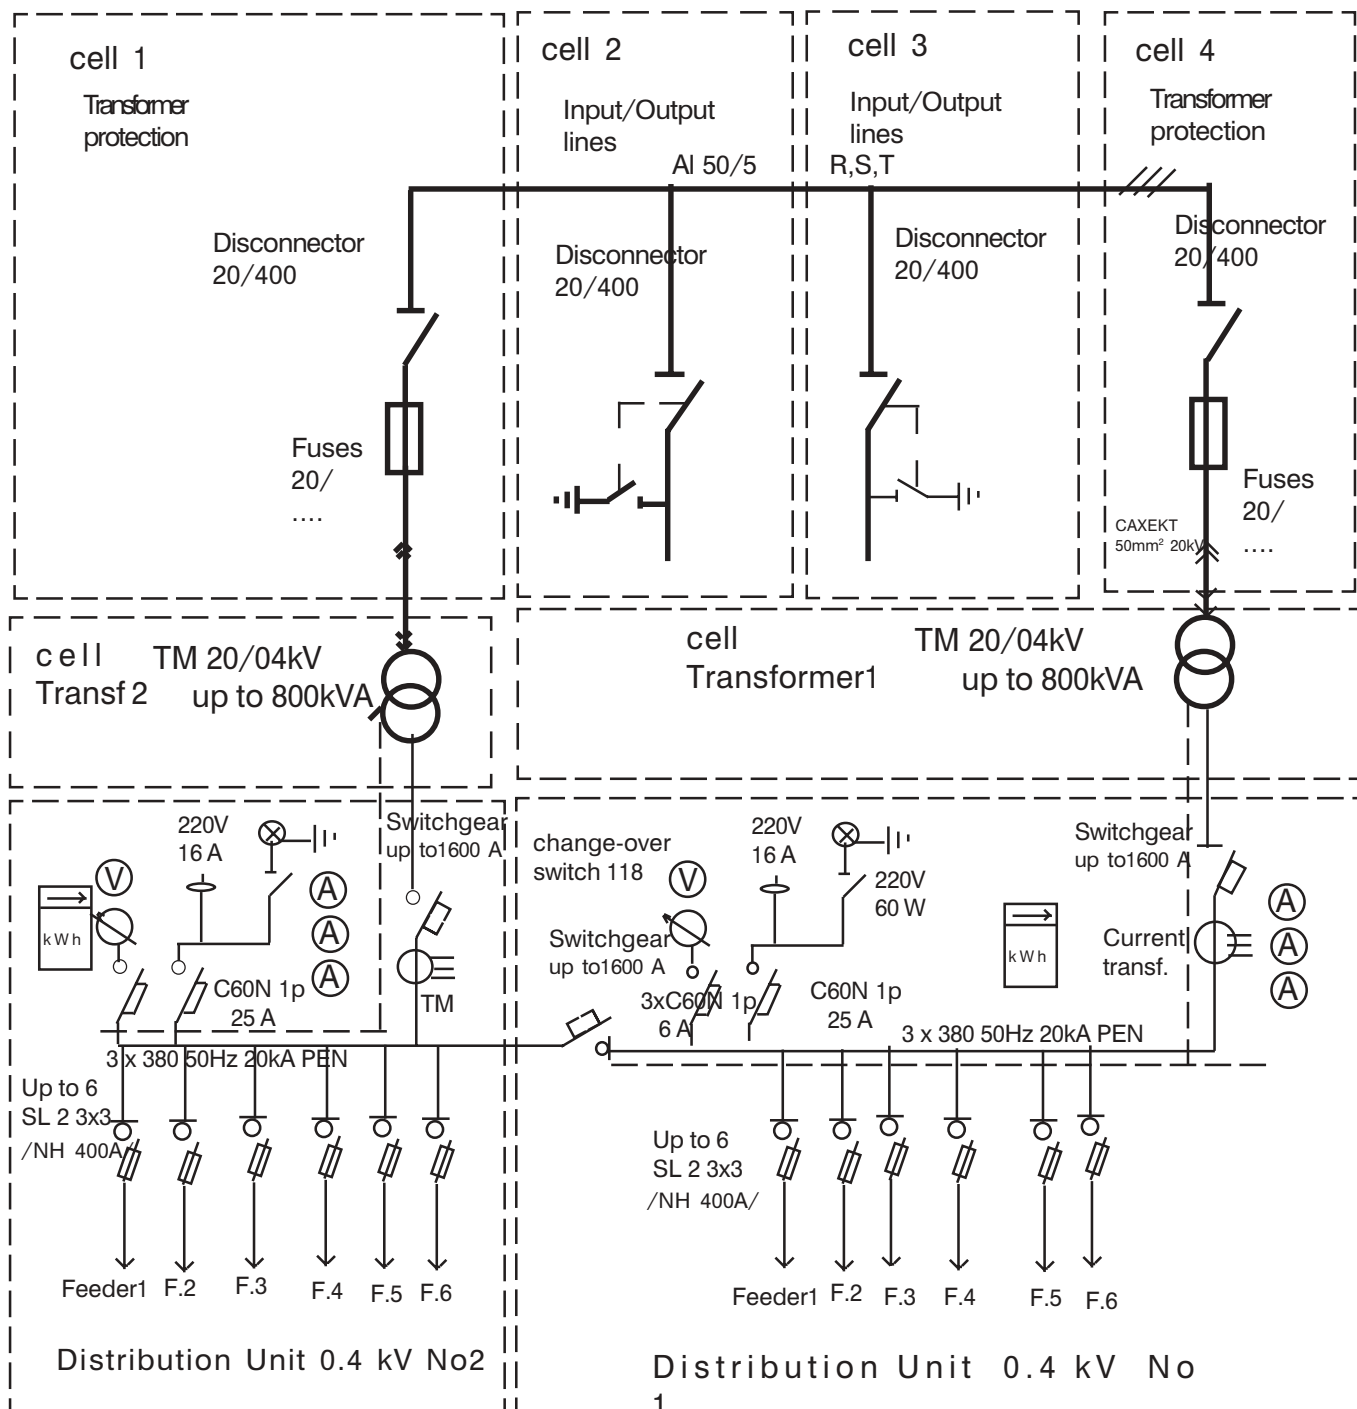 cell 1
Transformer
protection
cell 2
Input/Output
lines
cell 3
Input/Output
lines
cell 4
Transformer
protection
Al 50/5
R,S,T
Disconnector
20/400
Disconnector
20/400
Disconnector
20/400
Disconnector
20/400
Fuses
20/
....
Fuses
20/
....
CAXEKT
50mm² 20kV
cell
Transf 2
TM 20/04kV
up to 800kVA
cell
Transformer1
TM 20/04kV
up to 800kVA
220V
16 A
Switchgear
up to1600 A
V
kWh
A
A
A
C60N 1p
25 A
TM
3 x 380 50Hz 20kA PEN
Up to 6
SL 2 3x3
/NH 400A/
Feeder1
F.2
F.3
F.4
F.5
F.6
Distribution Unit 0.4 kV No2
change-over
switch 118
V
220V
16 A
220V
60 W
Switchgear
up to1600 A
Switchgear
up to1600 A
3xC60N 1p
6 A
C60N 1p
25 A
kWh
Current
transf.
A
A
A
3 x 380 50Hz 20kA PEN
Up to 6
SL 2 3x3
/NH 400A/
Feeder1
F.2
F.3
F.4
F.5
F.6
Distribution Unit 0.4 kV No
1